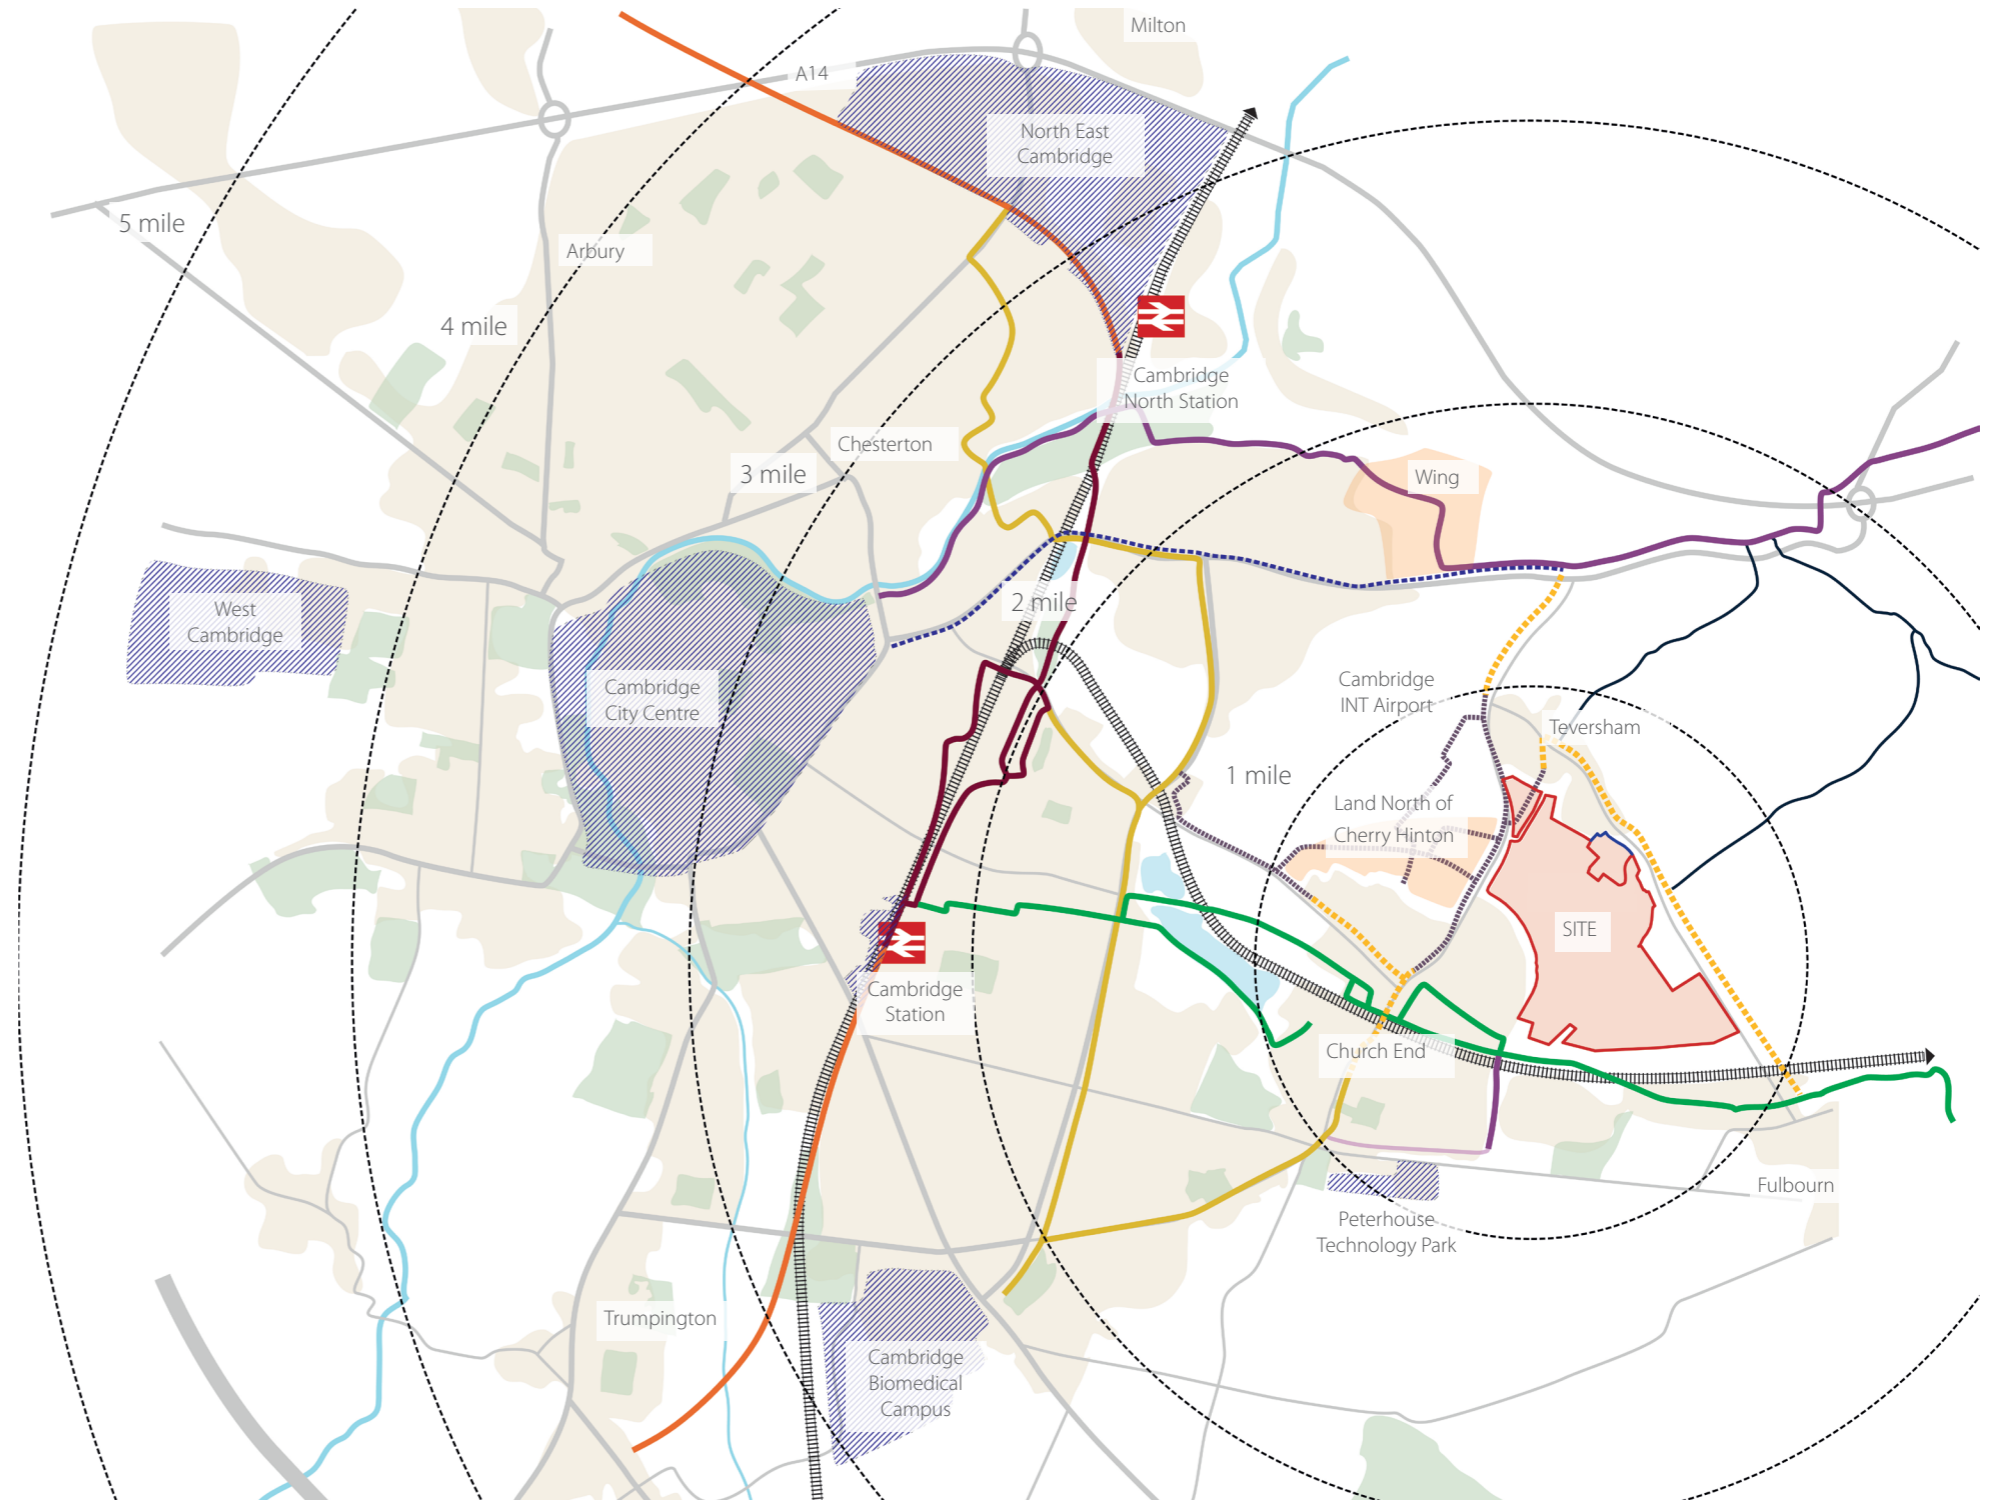 Milton
A14
North East
Cambridge
5 mile
Arbury
4 mile
Cambridge
North Station
Chesterton
3 mile
Wing
West
Cambridge
2 mile
Cambridge
City Centre
Cambridge
INT Airport
Teversham
1 mile
Land North of
Cherry Hinton
SITE
Cambridge
Station
Church End
Fulbourn
Peterhouse
Technology Park
Trumpington
Cambridge
Biomedical
Campus